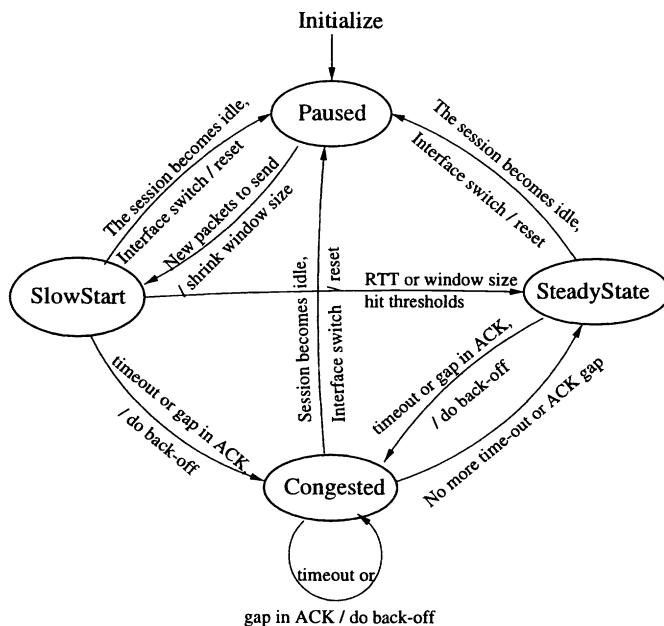 Initialize
Paused
The session becomes idle,
Interface switch / reset
New packets to send
/ shrink window size
The session becomes idle,
Interface switch / reset
SlowStart
RTT or window size
hit thresholds
SteadyState
Session becomes idle,
Interface switch / reset
timeout or gap in ACK,
/ do back-off
timeout or gap in ACK,
/ do back-off
No more time-out or ACK gap
Congested
timeout or
gap in ACK / do back-off